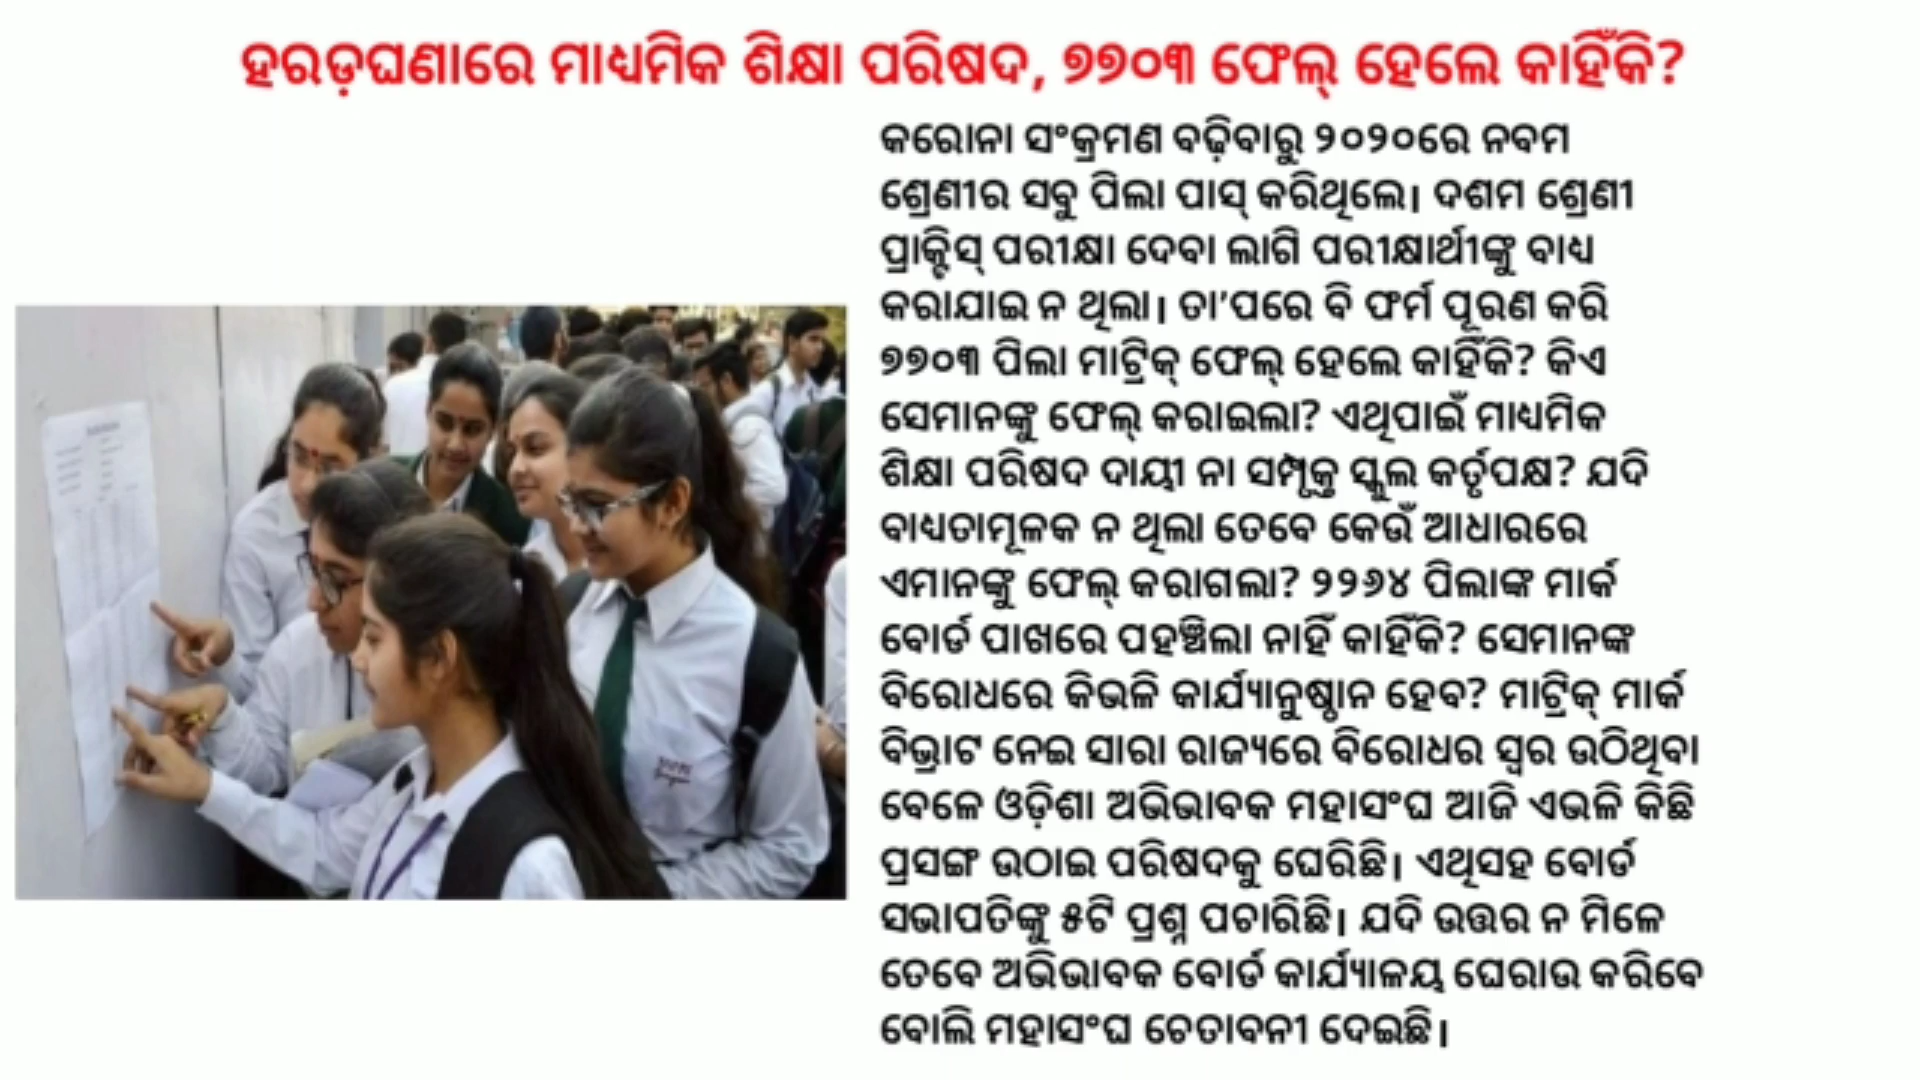 ହରଡ଼ଘଣାରେ ମାଧ୍ୟମିକ ଶିକ୍ଷା ପରିଷଦ, ୭୭୦୩ ଫେଲ୍ ହେଲେ କାହିଁକି?
କରୋନା ସଂକ୍ରମଣ ବଢ଼ିବାରୁ ୨୦୨୦ରେ ନବମ
ଶ୍ରେଣୀର ସବୁ ପିଲା ପାସ୍ କରିଥିଲେ। ଦଶମ ଶ୍ରେଣୀ
ପ୍ରାକ୍ଟିସ୍ ପରୀକ୍ଷା ଦେବା ଲାଗି ପରୀକ୍ଷାର୍ଥୀଙ୍କୁ ବାଧ୍ୟ
କରାଯାଇ ନ ଥିଲା। ତା'ପରେ ବି ଫର୍ମ ପୂରଣ କରି
୭୭୦୩ ପିଲା ମାଟ୍ରିକ୍ ଫେଲ୍ ହେଲେ କାହିଁକି? କିଏ
ସେମାନଙ୍କୁ ଫେଲ୍ କରାଇଲା? ଏଥିପାଇଁ ମାଧ୍ୟମିକ
ଶିକ୍ଷା ପରିଷଦ ଦାୟୀ ନା ସମ୍ପୃକ୍ତ ସ୍କୁଲ କର୍ତୃପକ୍ଷ? ଯଦି
ବାଧ୍ୟତାମୂଳକ ନ ଥିଲା ତେବେ କେଉଁ ଆଧାରରେ
ଏମାନଙ୍କୁ ଫେଲ୍ କରାଗଲା? ୨୨୬୪ ପିଲାଙ୍କ ମାର୍କ
ବୋର୍ଡ ପାଖରେ ପହଞ୍ଚିଲା ନାହିଁ କାହିଁକି? ସେମାନଙ୍କ
ବିରୋଧରେ କିଭଳି କାର୍ଯ୍ୟାନୁଷ୍ଠାନ ହେବ? ମାଟ୍ରିକ୍ ମାର୍କ
ବିଭ୍ରାଟ ନେଇ ସାରା ରାଜ୍ୟରେ ବିରୋଧର ସ୍ୱର ଉଠିଥିବା
ବେଳେ ଓଡ଼ିଶା ଅଭିଭାବକ ମହାସଂଘ ଆଜି ଏଭଳି କିଛି
ପ୍ରସଙ୍ଗ ଉଠାଇ ପରିଷଦକୁ ଘେରିଛି। ଏଥିସହ ବୋର୍ଡ
ସଭାପତିଙ୍କୁ ୫ଟି ପ୍ରଶ୍ନ ପଚାରିଛି। ଯଦି ଉତ୍ତର ନ ମିଳେ
ତେବେ ଅଭିଭାବକ ବୋର୍ଡ କାର୍ଯ୍ୟାଳୟ ଘେରାଉ କରିବେ
ବୋଲି ମହାସଂଘ ଚେତାବନୀ ଦେଇଛି।